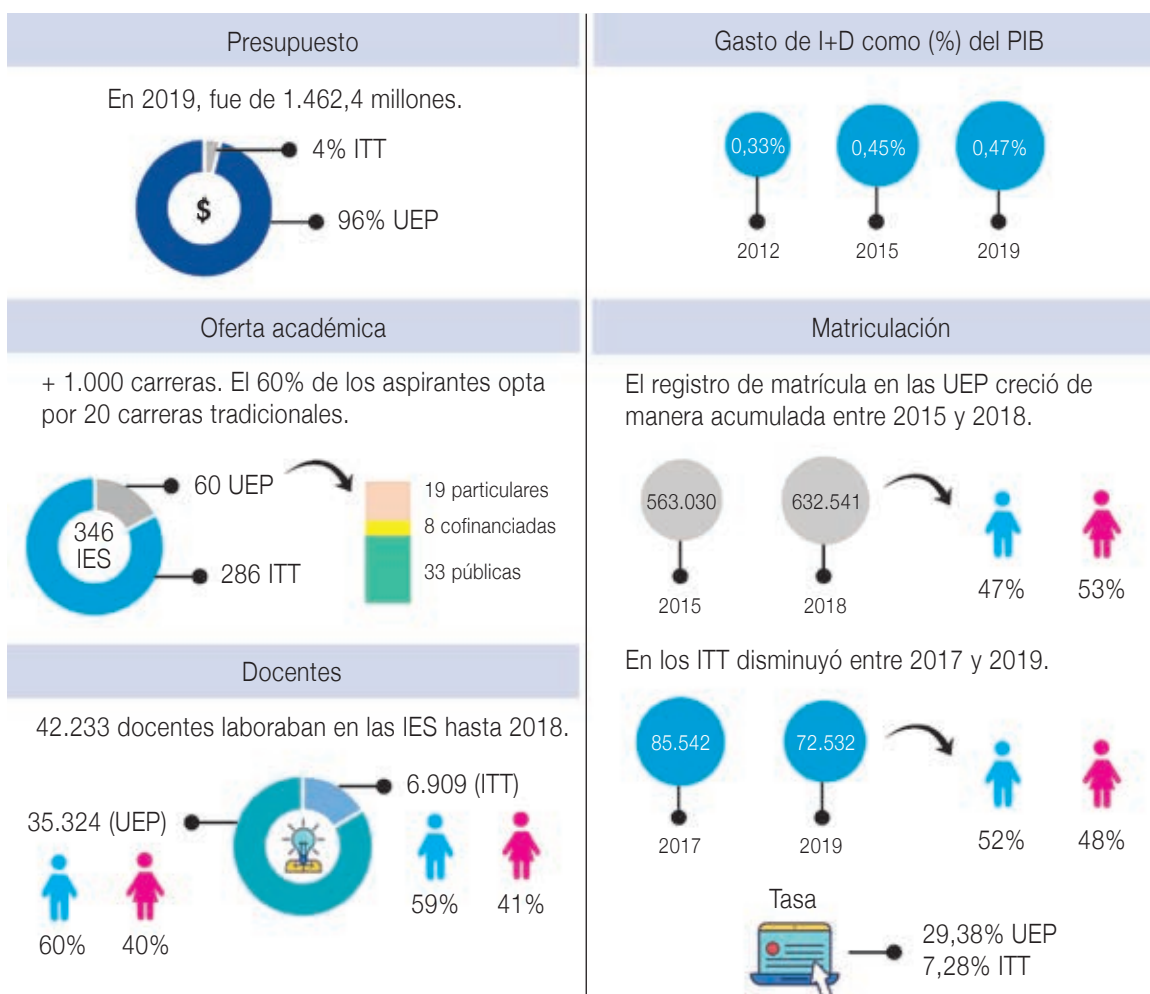 Presupuesto
En 2019, fue de 1.462,4 millones.
4% ITT
$
96% UEP
Oferta académica
+ 1.000 carreras. El 60% de los aspirantes opta
por 20 carreras tradicionales.
60 UEP
346
IES
286 ITT
19 particulares
8 cofinanciadas
33 públicas
Docentes
42.233 docentes laboraban en las IES hasta 2018.
6.909 (ITT)
35.324 (UEP)
59% 41%
60% 40%
Gasto de I+D como (%) del PIB
0,33% 0,45% 0,47%
2012 2015 2019
Matriculación
El registro de matrícula en las UEP creció de
manera acumulada entre 2015 y 2018.
563.030 632.541
47% 53%
2015 2018
En los ITT disminuyó entre 2017 y 2019.
85.542 72.532
52% 48%
2017 2019
Tasa
29,38% UEP
7,28% ITT